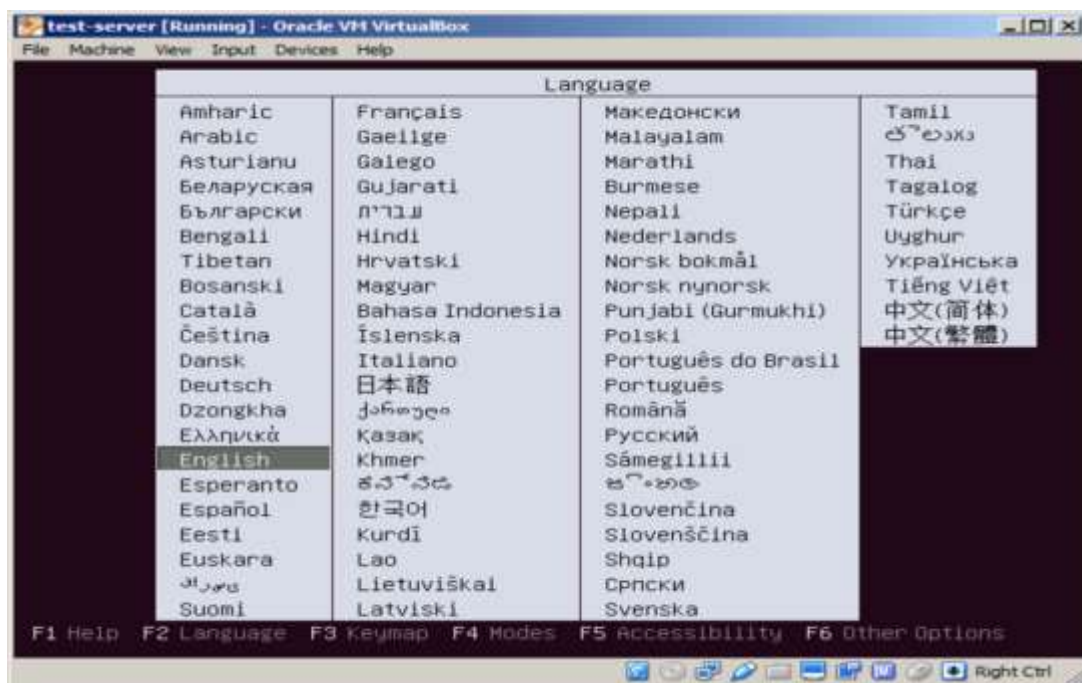 test-server [Running] - Oracle VM VirtualBox
File Machine View Input Devices Help
Language
Amharic
Arabic
Asturianu
Беларуская
Български
Bengali
Tibetan
Bosanski
Català
Čeština
Dansk
Deutsch
Dzongkha
Ελληνικά
English
Esperanto
Español
Eesti
Euskara
Suomi
Français
Gaeilge
Galego
Gujarati
עברית
Hindi
Hrvatski
Magyar
Bahasa Indonesia
Íslenska
Italiano
日本語
ქართული
Қазақ
Khmer
한국어
Kurdî
Lao
Lietuviškai
Latviski
Македонски
Malayalam
Marathi
Burmese
Nepali
Nederlands
Norsk bokmål
Norsk nynorsk
Punjabi (Gurmukhi)
Polski
Português do Brasil
Português
Română
Русский
Sámegillii
Slovenčina
Slovenščina
Shqip
Српски
Svenska
Tamil
Thai
Tagalog
Türkçe
Uyghur
Українська
Tiếng Việt
中文(简体)
中文(繁體)
F1 Help F2 Language F3 Keymap F4 Modes F5 Accessibility F6 Other Options
Right Ctrl